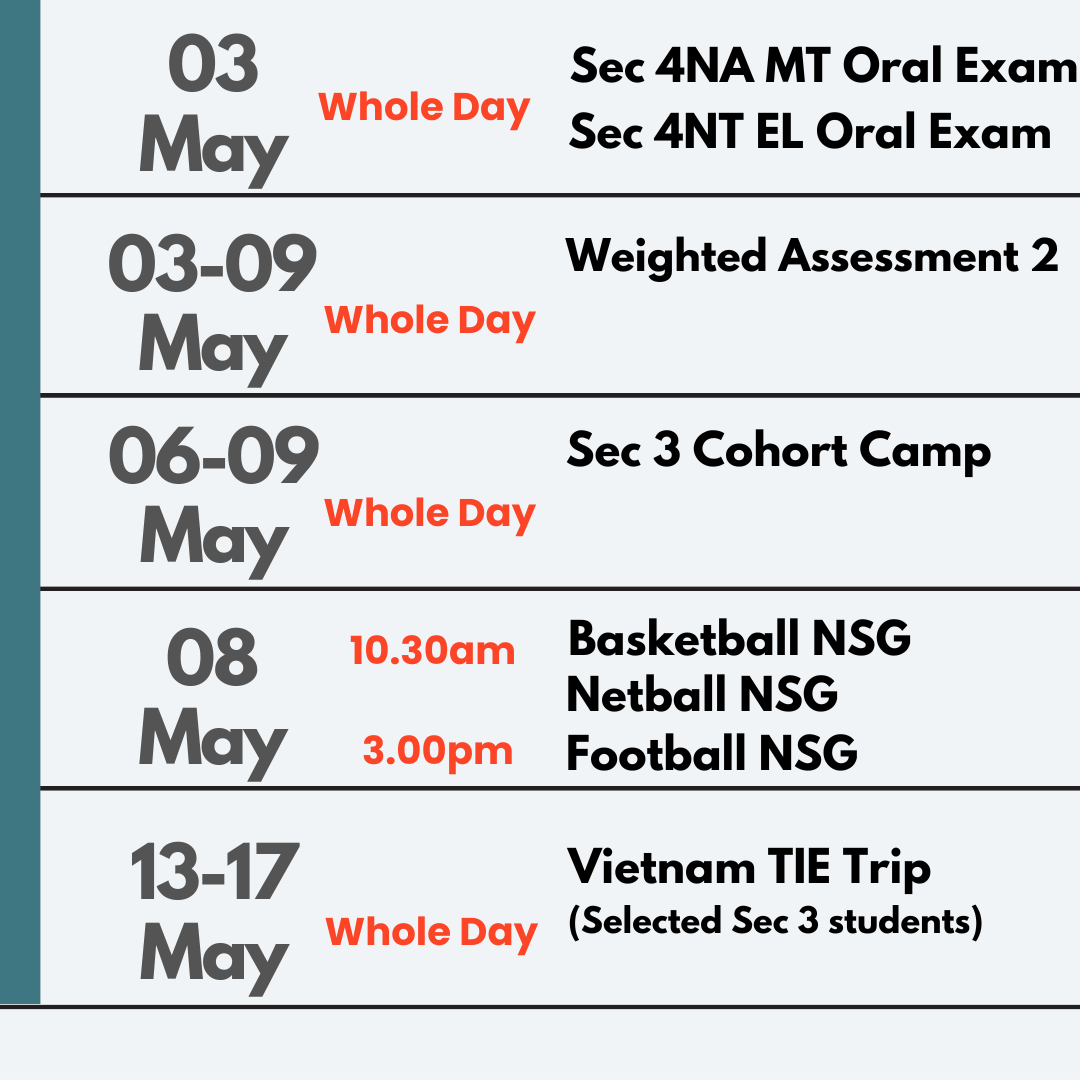 03
May
Whole Day
Sec 4NA MT Oral Exam
Sec 4NT EL Oral Exam
03-09
May
Whole Day
Weighted Assessment 2
06-09
May
Whole Day
Sec 3 Cohort Camp
08
May
10.30am
3.00pm
Basketball NSG
Netball NSG
Football NSG
13-17
May
Whole Day
Vietnam TIE Trip
(Selected Sec 3 students)